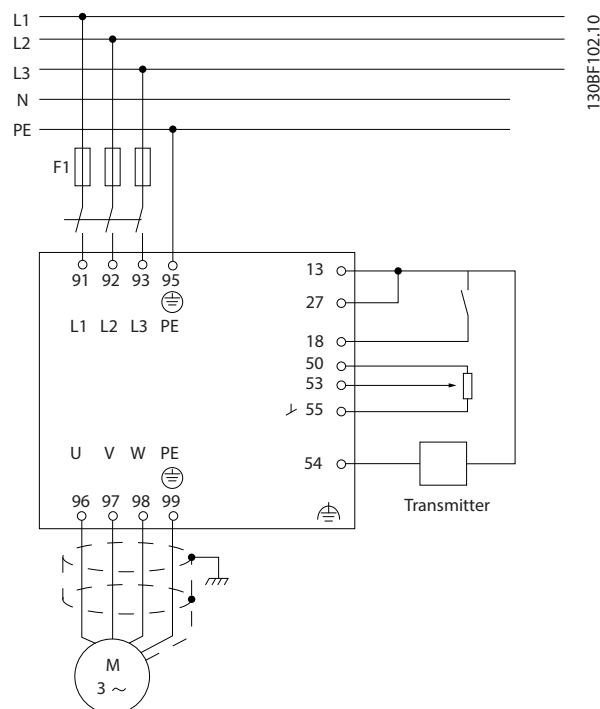 L1
L2
L3
N
PE
130BF102.10
F1
91 92 93 95
L1 L2 L3 PE
13
27
18
50
53
55
54
Transmitter
U V W PE
96 97 98 99
M
3 ~